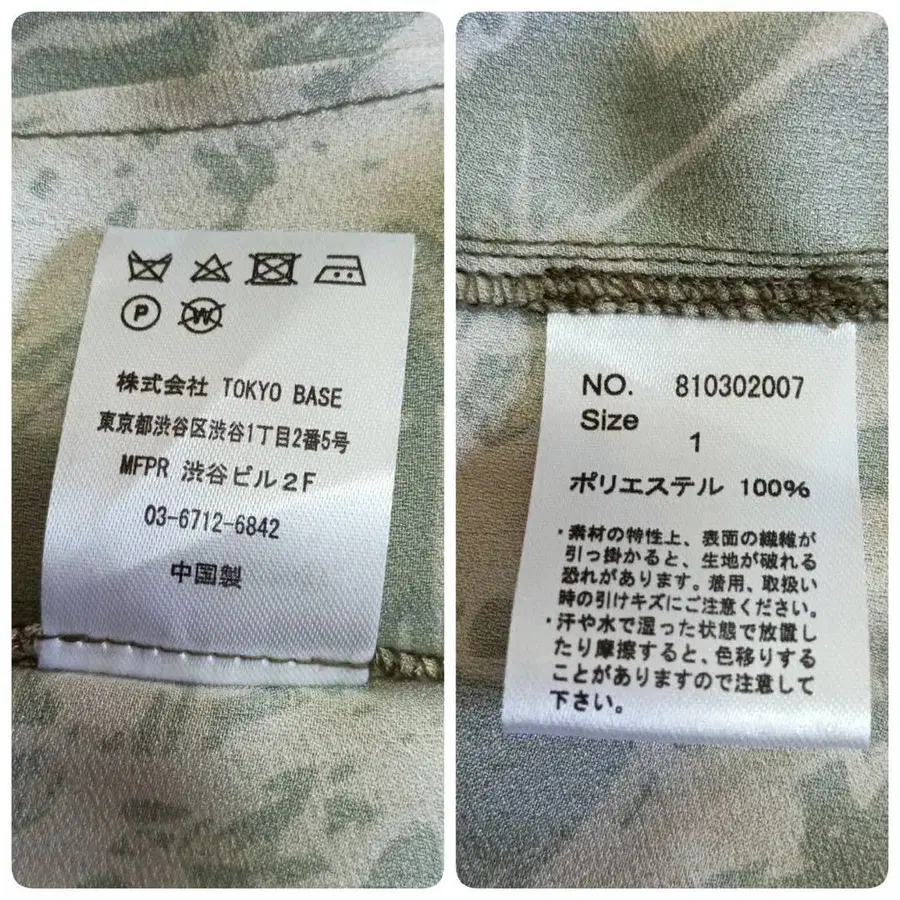 P W
株式会社 TOKYO BASE
東京都渋谷区渋谷1丁目2番5号
MFPR 渋谷ビル2F
03-6712-6842
中国製
NO. 810302007
Size
1
ポリエステル 100%
・素材の特性上、表面の繊維が
引っ掛かると、生地が破れる
恐れがあります。着用、取扱い
時の引けキズにご注意ください。
・汗や水で湿った状態で放置し
たり摩擦すると、色移りする
ことがありますので注意して
下さい。